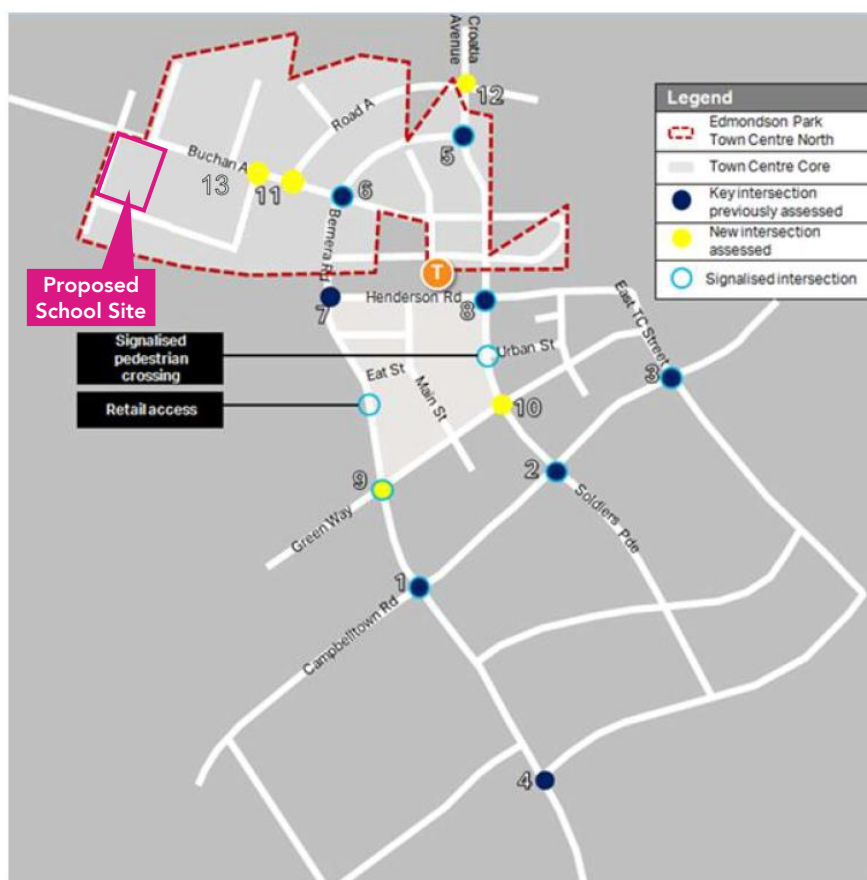 Croatia
Avenue
12
Road A
5
Buchan A
13
11
6
Bernera Rd
T
Proposed
School Site
7
Henderson Rd
8
East TC Street
Signalised
pedestrian
crossing
Urban St
Eat St
Main St
3
Retail access
10
9
2
Green Way
Soldiers Pde
1
Campbelltown Rd
4
Legend
Edmondson Park
Town Centre North
Town Centre Core
Key intersection
previously assessed
New intersection
assessed
Signalised intersection